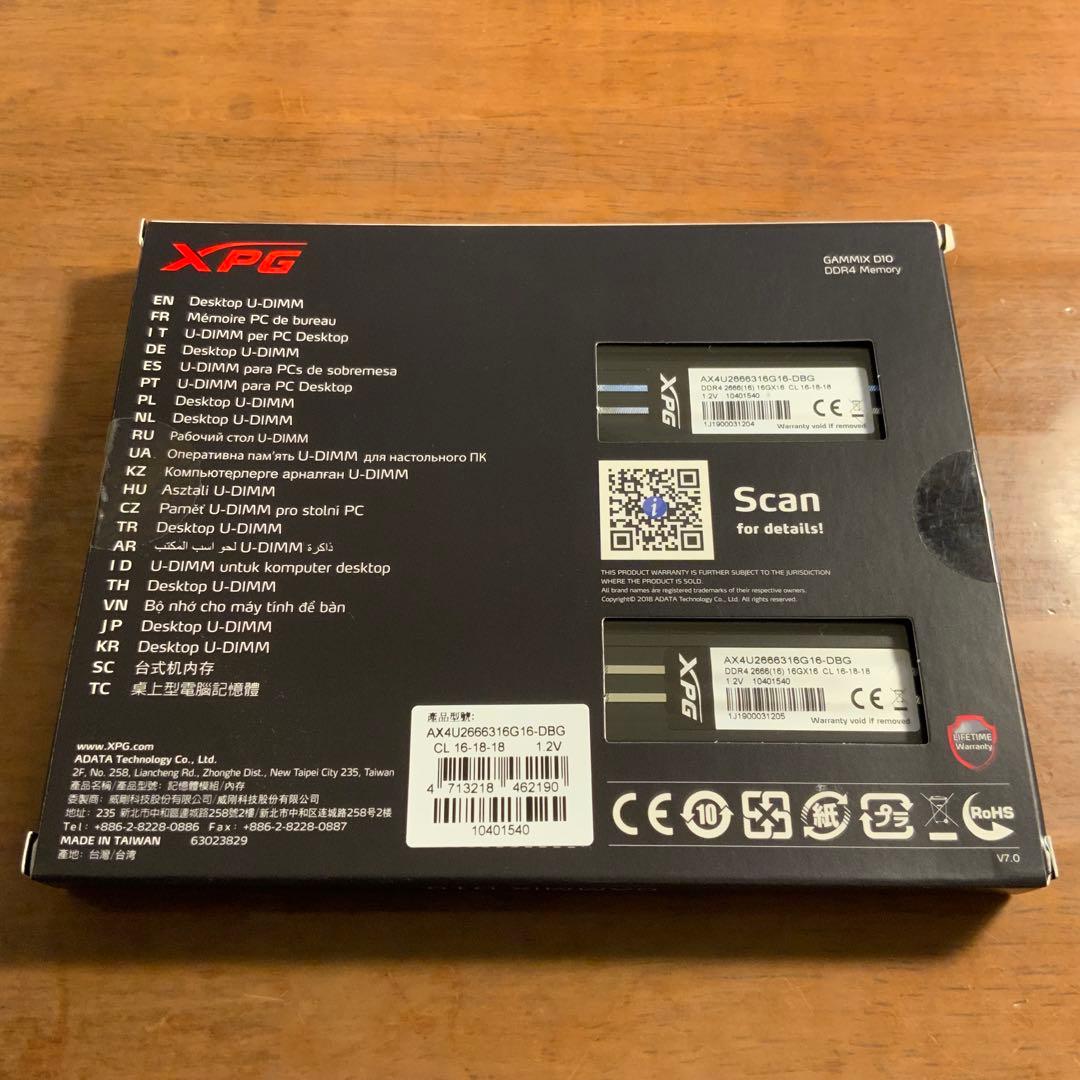 XPG
GAMMIX D10
DDR4 Memory
EN Desktop U-DIMM
FR Mémoire PC de bureau
IT U-DIMM per PC Desktop
DE Desktop U-DIMM
ES U-DIMM para PCs de sobremesa
PT U-DIMM para PC Desktop
PL Desktop U-DIMM
NL Desktop U-DIMM
RU Рабочий стол U-DIMM
UA Оперативна пам'ять U-DIMM для настольного ПК
KZ Компьютерлерге арналған U-DIMM
HU Asztali U-DIMM
CZ Paměť U-DIMM pro stolní PC
TR Desktop U-DIMM
AR ذاكرة U-DIMM لحو اسب المكتب
ID U-DIMM untuk komputer desktop
TH Desktop U-DIMM
VN Bộ nhớ cho máy tính để bàn
JP Desktop U-DIMM
KR Desktop U-DIMM
SC 台式机内存
TC 桌上型電腦記憶體
www.XPG.com
ADATA Technology Co., Ltd.
2F, No. 258, Liancheng Rd., Zhonghe Dist., New Taipei City 235, Taiwan
產品名稱/產品型號: 記憶體模組/内存
委製商: 威剛科技股份有限公司/威刚科技股份有限公司
地址: 235 新北市中和區連城路258號2樓/新北市中和区连城路258号2楼
Tel: +886-2-8228-0886 Fax: +886-2-8228-0887
MADE IN TAIWAN 63023829
產地: 台灣/台湾
產品型號:
AX4U2666316G16-DBG
CL 16-18-18 1.2V
4 713218 462190
10401540
XPG
AX4U2666316G16-DBG
DDR4 2666(16) 16GX16 CL 16-18-18
1.2V 10401540
1J1900031204
CE
Warranty void if removed
Scan
for details!
THIS PRODUCT WARRANTY IS FURTHER SUBJECT TO THE JURISDICTION
WHERE THE PRODUCT IS SOLD.
All brand names are registered trademarks of their respective owners.
Copyright© 2018 ADATA Technology Co., Ltd. All rights reserved.
XPG
AX4U2666316G16-DBG
DDR4 2666(16) 16GX16 CL 16-18-18
1.2V 10401540
1J1900031205
CE
Warranty void if removed
LIFETIME
Warranty
CE 10 紙 プラ RoHS
V7.0